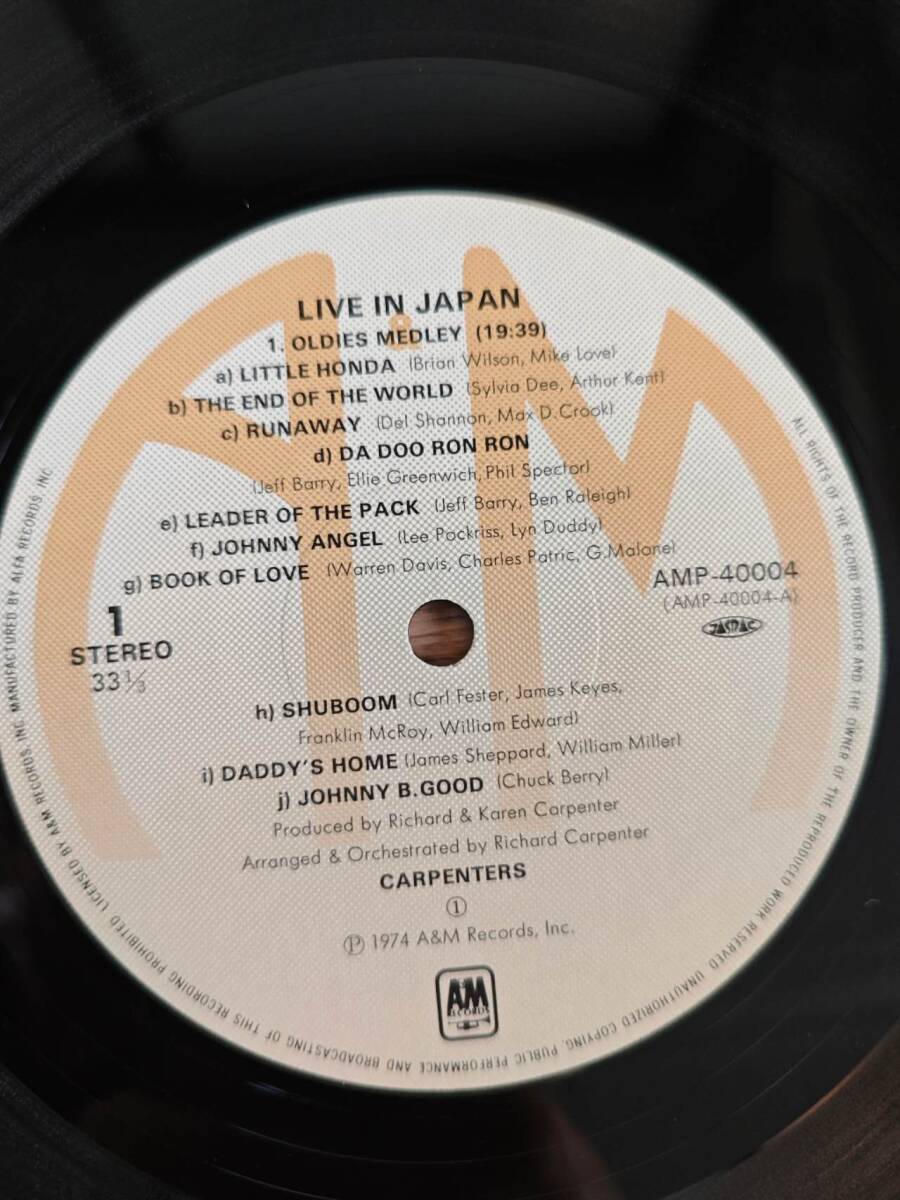 LIVE IN JAPAN
1. OLDIES MEDLEY (19:39)
a) LITTLE HONDA (Brian Wilson, Mike Love)
b) THE END OF THE WORLD (Sylvia Dee, Arthur Kent)
c) RUNAWAY (Del Shannon, Max D. Crook)
d) DA DOO RON RON
(Jeff Barry, Ellie Greenwich, Phil Spector)
e) LEADER OF THE PACK (Jeff Barry, Ben Raleigh)
f) JOHNNY ANGEL (Lee Pockriss, Lyn Duddy)
g) BOOK OF LOVE (Warren Davis, Charles Patric, G. Malone)
1
STEREO
33 1/3
AMP-40004
(AMP-40004-A)
JASRAC
h) SHUBOOM (Carl Fester, James Keyes,
Franklin McRoy, William Edward)
i) DADDY'S HOME (James Sheppard, William Miller)
j) JOHNNY B.GOOD (Chuck Berry)
Produced by Richard & Karen Carpenter
Arranged & Orchestrated by Richard Carpenter
CARPENTERS
①
Ⓟ 1974 A&M Records, Inc.
A&M
RECORDS
ALL RIGHTS OF THE RECORD PRODUCER AND THE OWNER OF THE REPRODUCED WORK RESERVED UNAUTHORIZED COPYING, PUBLIC PERFORMANCE AND BROADCASTING OF THIS RECORDING PROHIBITED LICENSED BY A&M RECORDS INC MANUFACTURED BY ALFA RECORDS INC